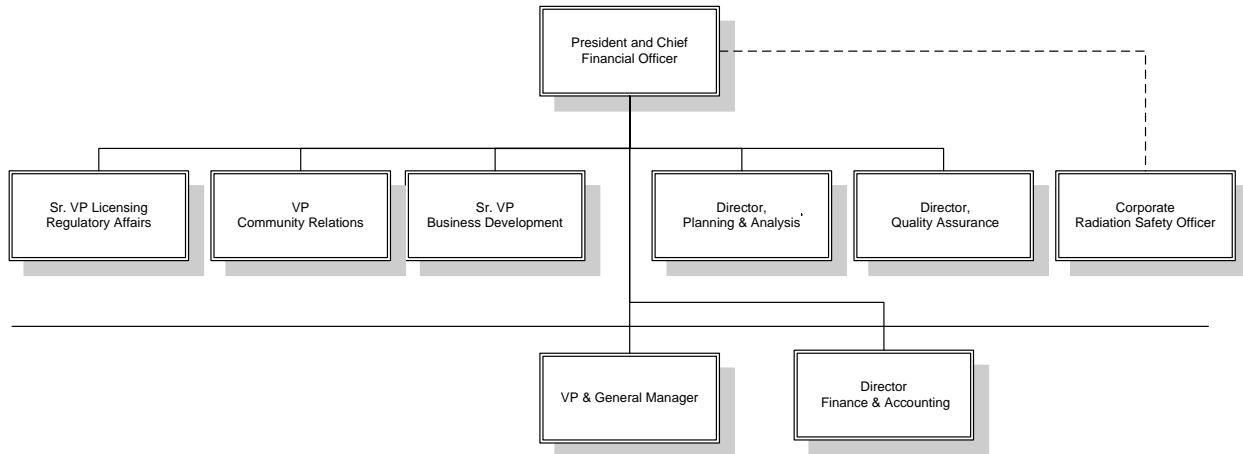 President and Chief
Financial Officer
Sr. VP Licensing
Regulatory Affairs
VP
Community Relations
Sr. VP
Business Development
Director,
Planning & Analysis
Director,
Quality Assurance
Corporate
Radiation Safety Officer
VP & General Manager
Director
Finance & Accounting